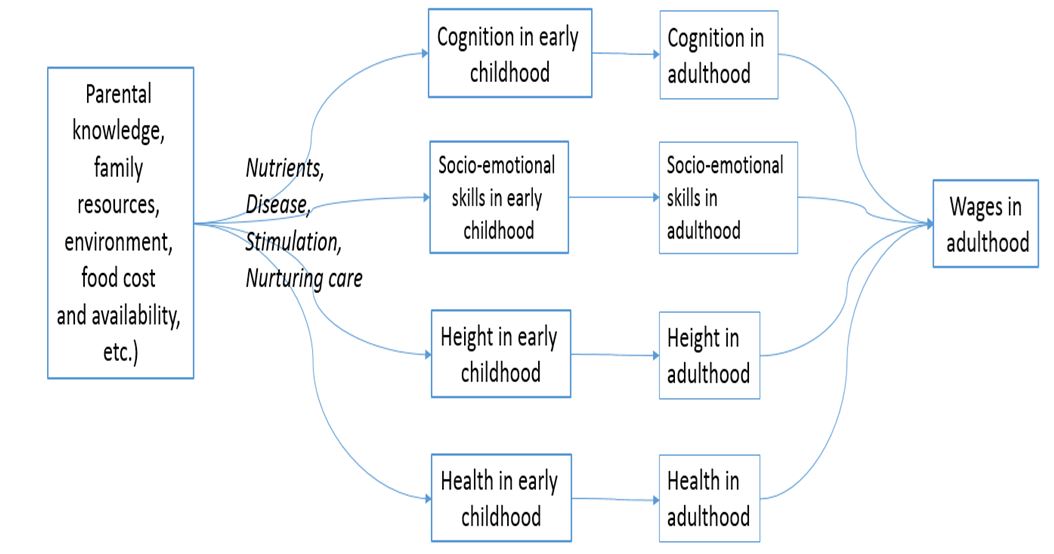 Parental
knowledge,
family
resources,
environment,
food cost
and availability,
etc.)
Nutrients,
Disease,
Stimulation,
Nurturing care
Cognition in early
childhood
Cognition in
adulthood
Socio-emotional
skills in early
childhood
Socio-emotional
skills in
adulthood
Height in early
childhood
Height in
adulthood
Health in early
childhood
Health in
adulthood
Wages in
adulthood